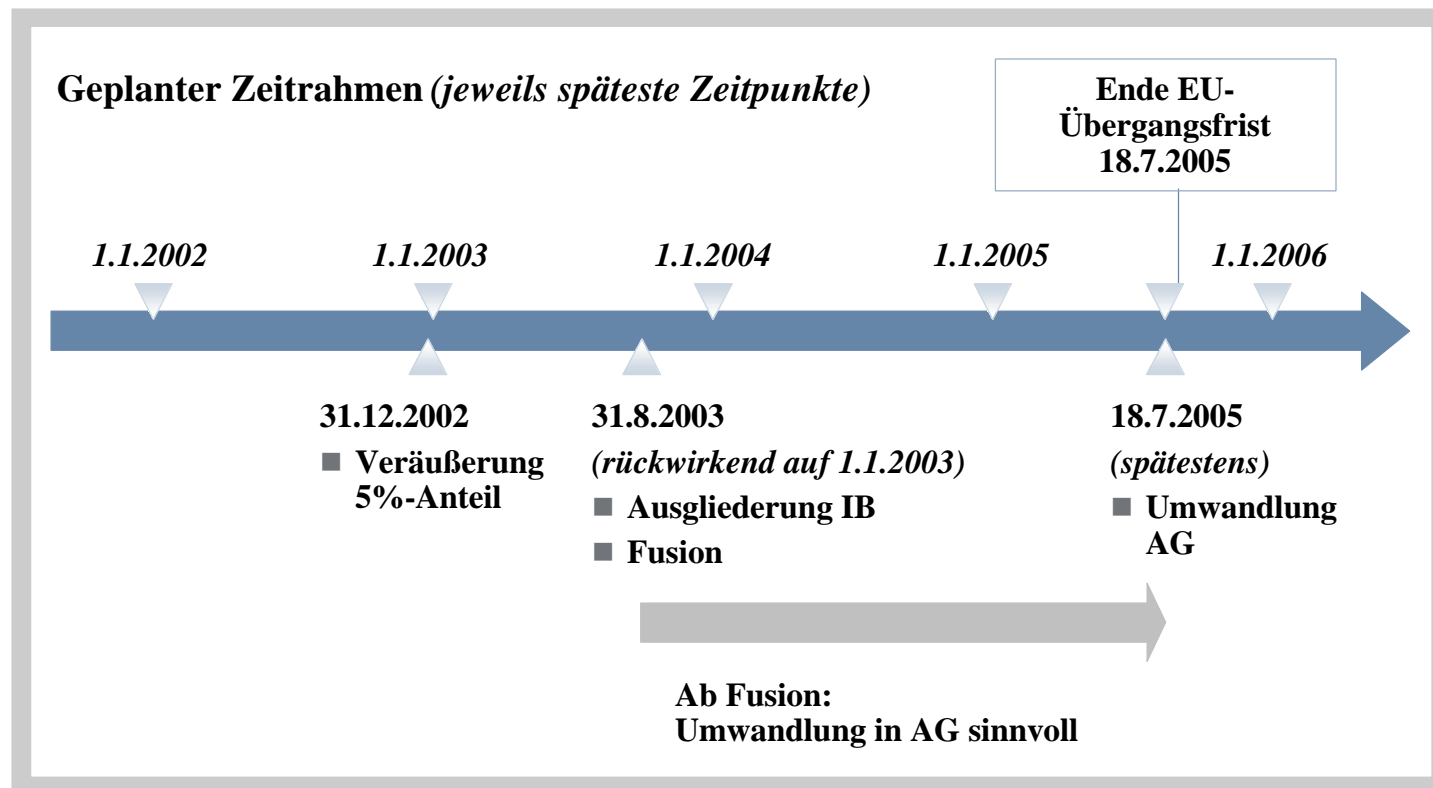 Geplanter Zeitrahmen (jeweils späteste Zeitpunkte)
Ende EU-
Übergangsfrist
18.7.2005
1.1.2002
1.1.2003
1.1.2004
1.1.2005
1.1.2006
31.12.2002
■ Veräußerung
5%-Anteil
31.8.2003
(rückwirkend auf 1.1.2003)
■ Ausgliederung IB
■ Fusion
18.7.2005
(spätestens)
■ Umwandlung
AG
Ab Fusion:
Umwandlung in AG sinnvoll